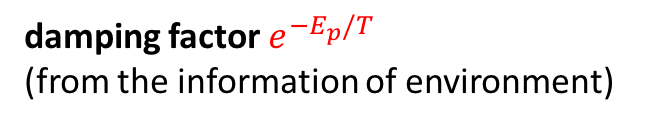 damping factor $e^{-E_p/T}$
(from the information of environment)